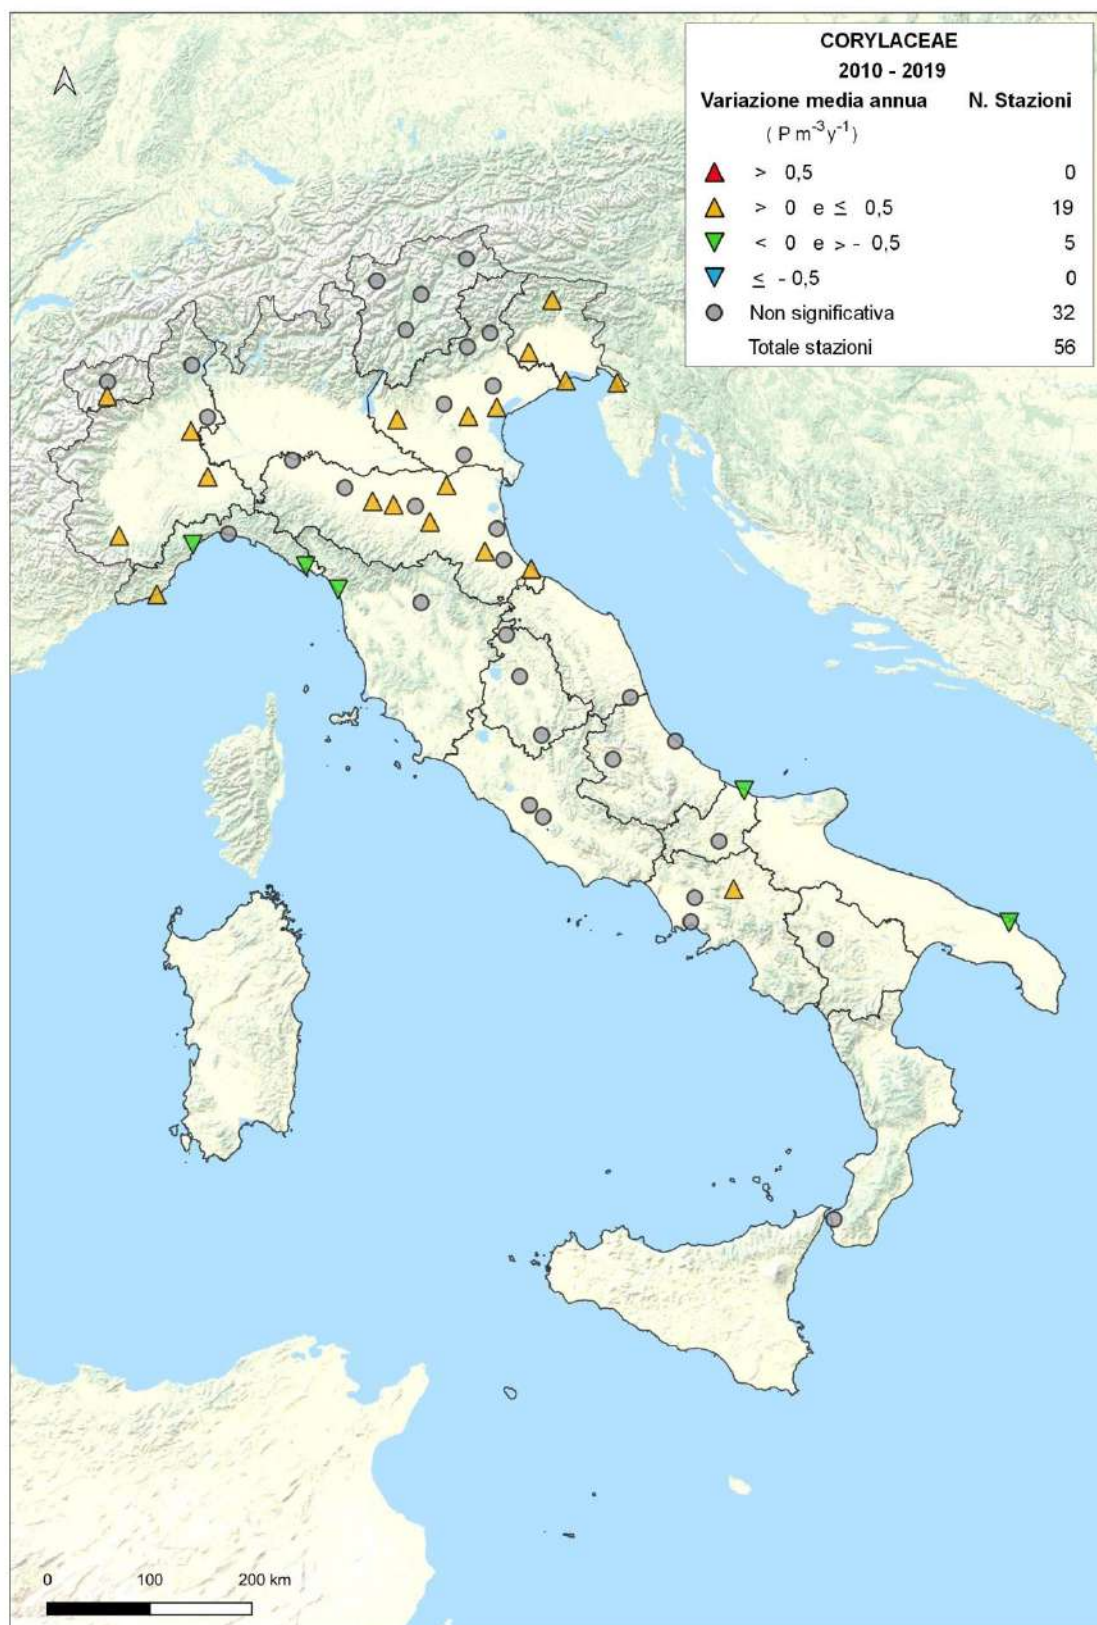 CORYLACEAE
2010 - 2019
Variazione media annua N. Stazioni
( P m⁻³y⁻¹)
> 0,5 0
> 0 e ≤ 0,5 19
< 0 e > - 0,5 5
≤ - 0,5 0
Non significativa 32
Totale stazioni 56
0 100 200 km